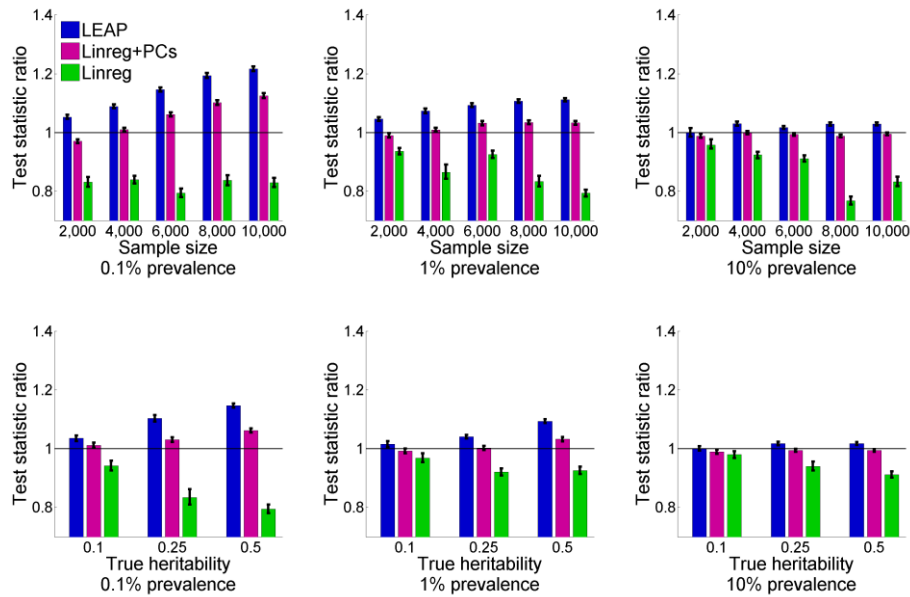 1.4
1.2
1
0.8
Test statistic ratio
LEAP
Linreg+PCs
Linreg
2,000 4,000 6,000 8,000 10,000
Sample size
0.1% prevalence
1.4
1.2
1
0.8
Test statistic ratio
2,000 4,000 6,000 8,000 10,000
Sample size
1% prevalence
1.4
1.2
1
0.8
Test statistic ratio
2,000 4,000 6,000 8,000 10,000
Sample size
10% prevalence
1.4
1.2
1
0.8
Test statistic ratio
0.1 0.25 0.5
True heritability
0.1% prevalence
1.4
1.2
1
0.8
Test statistic ratio
0.1 0.25 0.5
True heritability
1% prevalence
1.4
1.2
1
0.8
Test statistic ratio
0.1 0.25 0.5
True heritability
10% prevalence